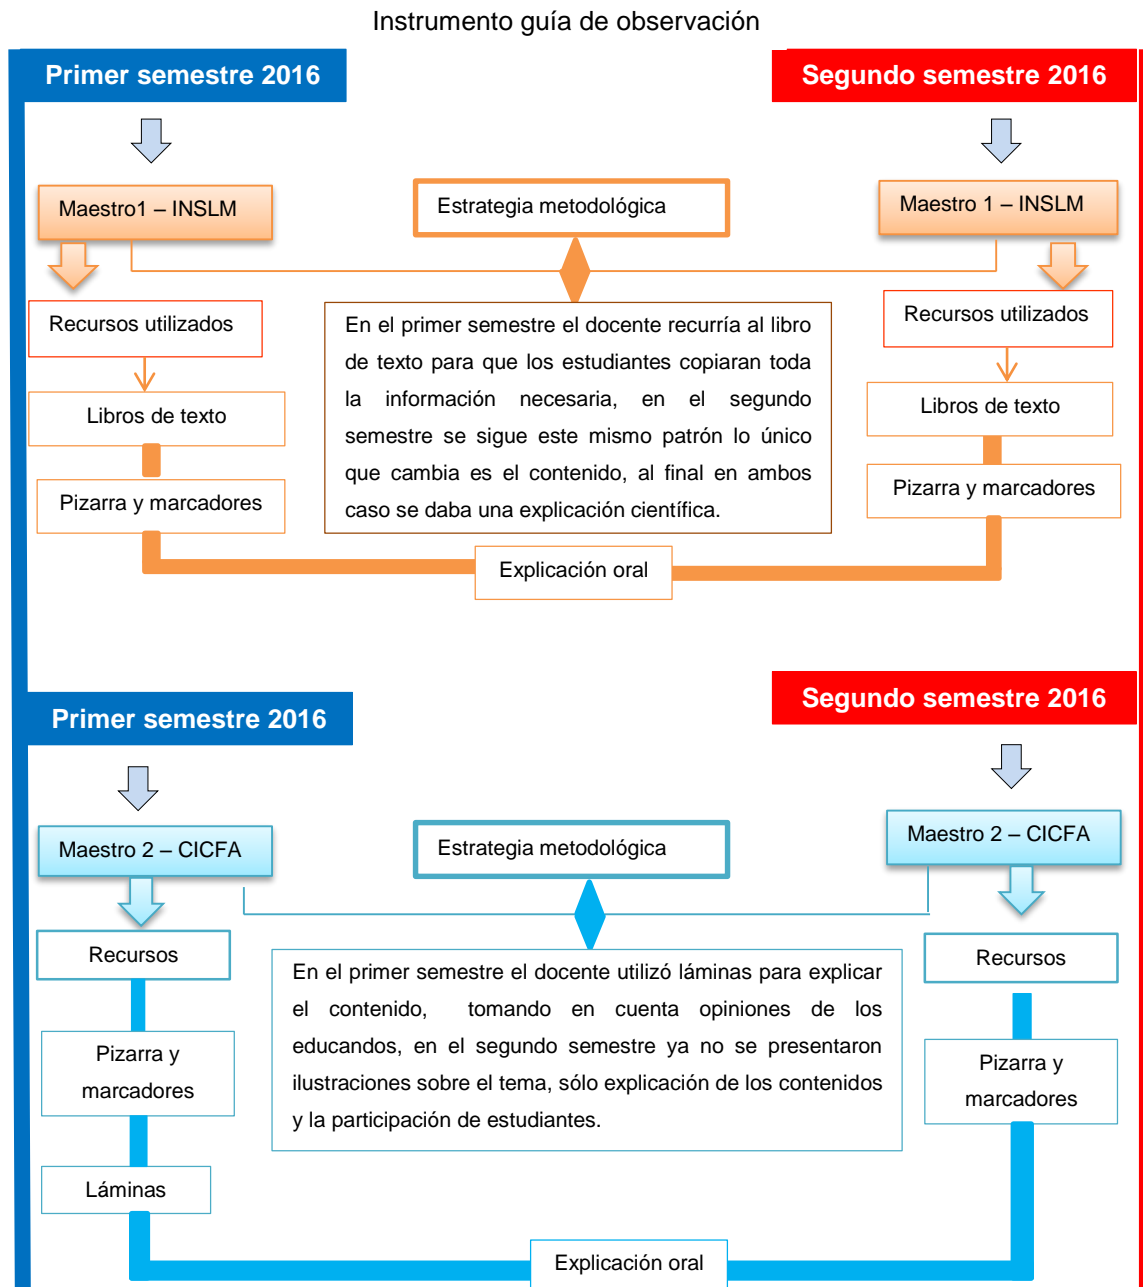 Instrumento guía de observación
Primer semestre 2016
Segundo semestre 2016
Maestro1 – INSLM
Estrategia metodológica
Maestro 1 – INSLM
Recursos utilizados
Recursos utilizados
En el primer semestre el docente recurría al libro
de texto para que los estudiantes copiaran toda
la información necesaria, en el segundo
semestre se sigue este mismo patrón lo único
que cambia es el contenido, al final en ambos
caso se daba una explicación científica.
Libros de texto
Libros de texto
Pizarra y marcadores
Pizarra y marcadores
Explicación oral
Primer semestre 2016
Segundo semestre 2016
Maestro 2 – CICFA
Estrategia metodológica
Maestro 2 – CICFA
Recursos
Recursos
En el primer semestre el docente utilizó láminas para explicar
el contenido, tomando en cuenta opiniones de los
educandos, en el segundo semestre ya no se presentaron
ilustraciones sobre el tema, sólo explicación de los contenidos
y la participación de estudiantes.
Pizarra y
marcadores
Pizarra y
marcadores
Láminas
Explicación oral